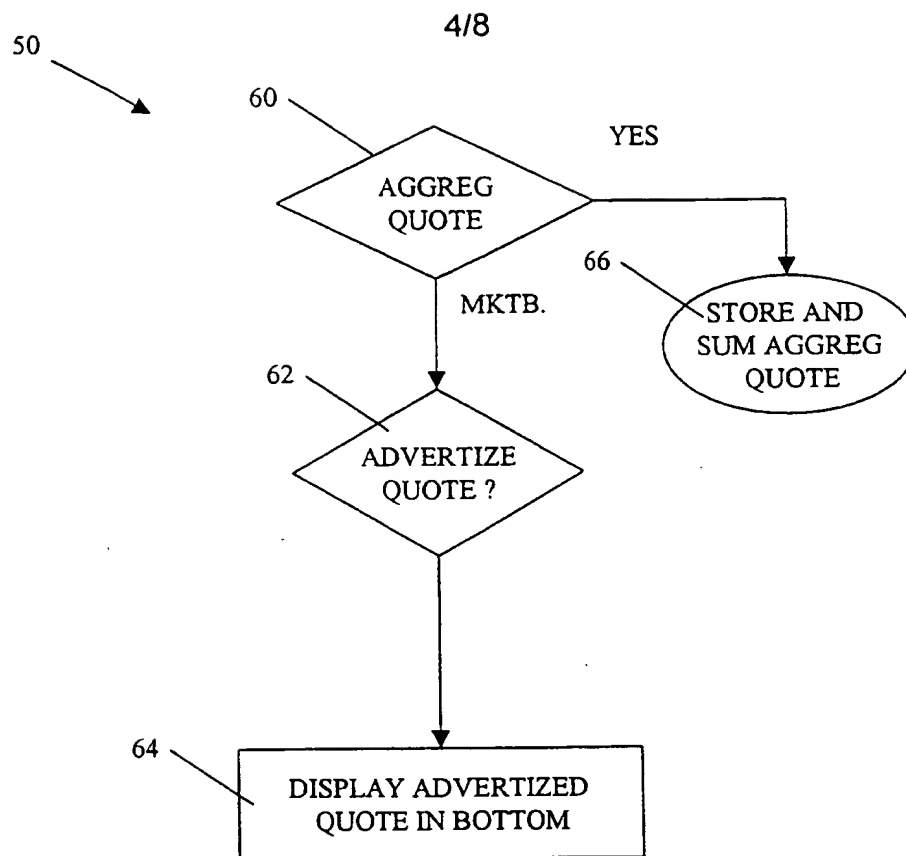 4/8
50
60
YES
AGGREG
QUOTE
66
MKTB.
STORE AND
SUM AGGREG
QUOTE
62
ADVERTIZE
QUOTE ?
64
DISPLAY ADVERTIZED
QUOTE IN BOTTOM